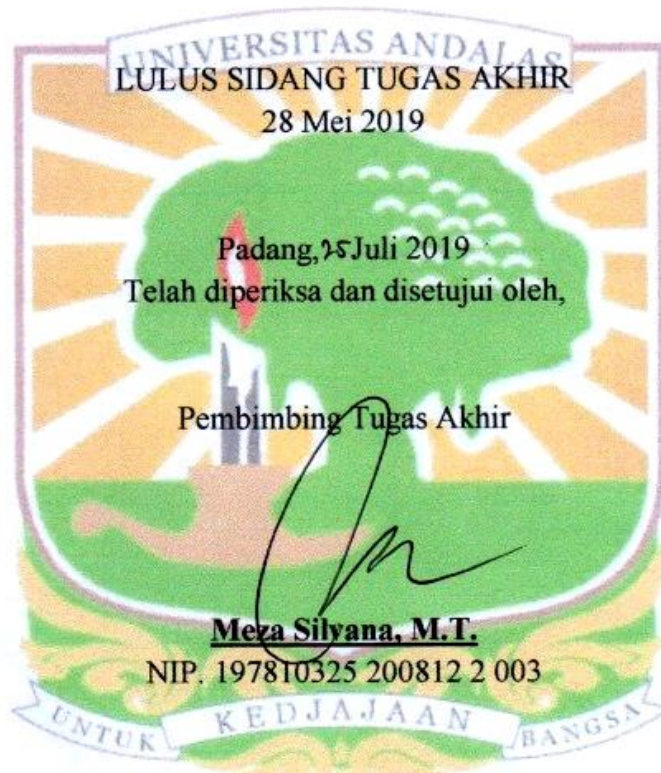 UNIVERSITAS ANDALAS
LULUS SIDANG TUGAS AKHIR
28 Mei 2019
Padang, 25 Juli 2019
Telah diperiksa dan disetujui oleh,
Pembimbing Tugas Akhir
Meza Silvana, M.T.
NIP. 197810325 200812 2 003
UNTUK KEDJAJAAN BANGSA